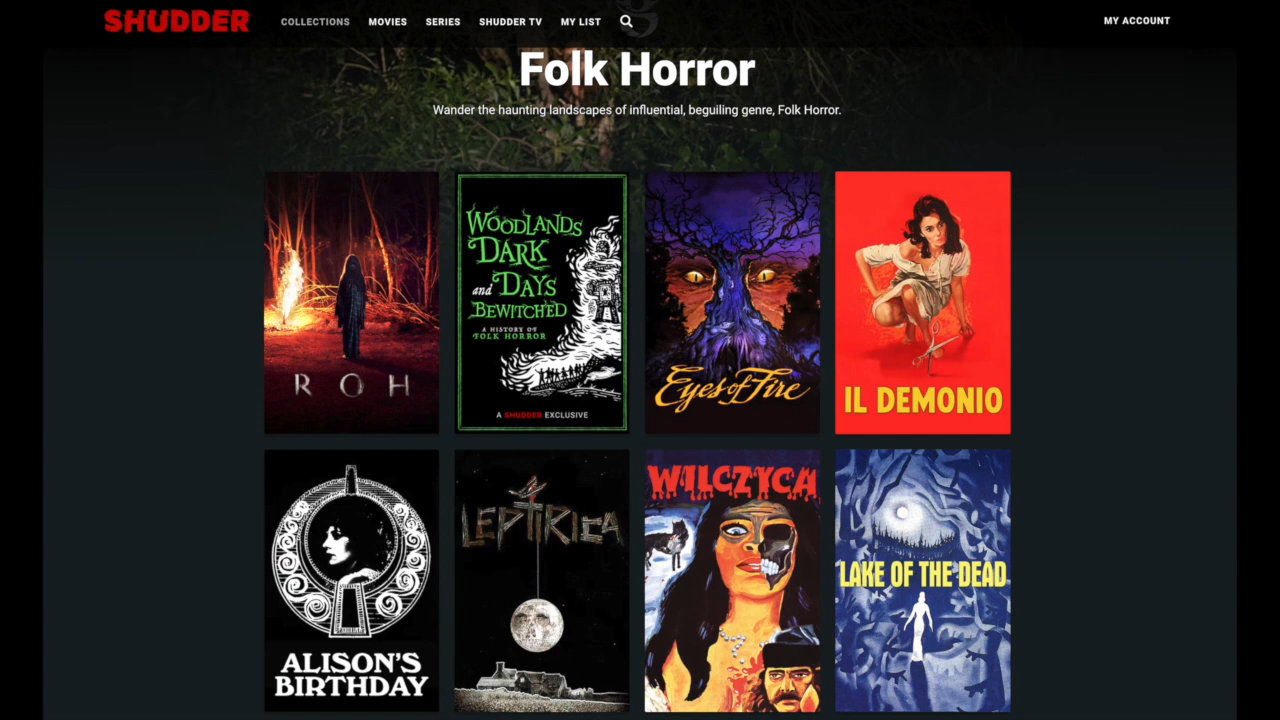 SHUDDER
COLLECTIONS MOVIES SERIES SHUDDER TV MY LIST
MY ACCOUNT
Folk Horror
Wander the haunting landscapes of influential, beguiling genre, Folk Horror.
ROH
WOODLANDS
DARK
and DAYS
BEWITCHED
A HISTORY OF
FOLK HORROR
A SHUDDER EXCLUSIVE
Eyes of Fire
IL DEMONIO
ALISON'S
BIRTHDAY
LEPTIRICA
WILCZYCA
LAKE OF THE DEAD